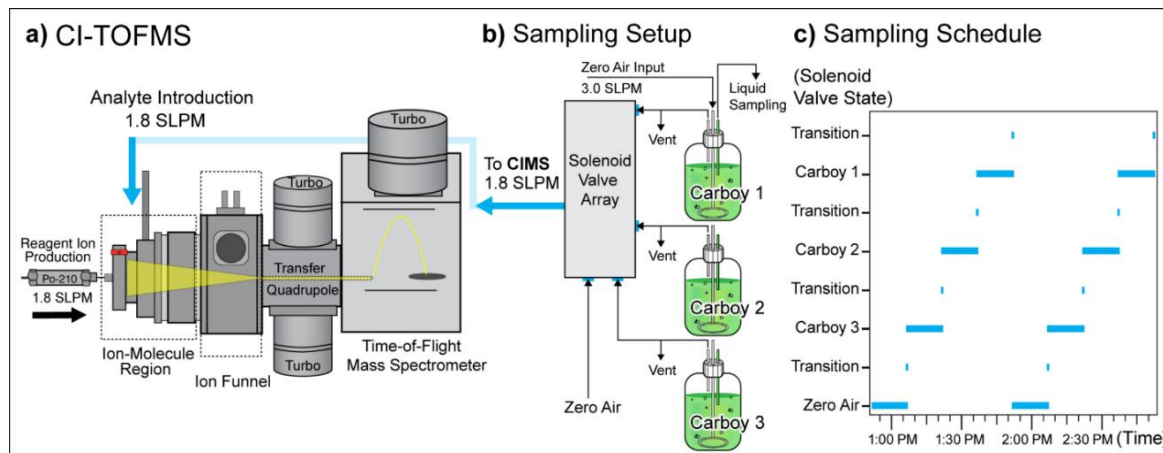 a) CI-TOFMS
Analyte Introduction
1.8 SLPM
Turbo
Turbo
Reagent Ion
Production
Po-210
1.8 SLPM
Transfer
Quadrupole
Turbo
Ion-Molecule
Region
Ion Funnel
Time-of-Flight
Mass Spectrometer
b) Sampling Setup
Zero Air Input
3.0 SLPM
Liquid
Sampling
Vent
To CIMS
1.8 SLPM
Solenoid
Valve
Array
Carboy 1
Vent
Carboy 2
Vent
Zero Air
Carboy 3
c) Sampling Schedule
(Solenoid
Valve State)
Transition
Carboy 1
Transition
Carboy 2
Transition
Carboy 3
Transition
Zero Air
1:00 PM 1:30 PM 2:00 PM 2:30 PM (Time)